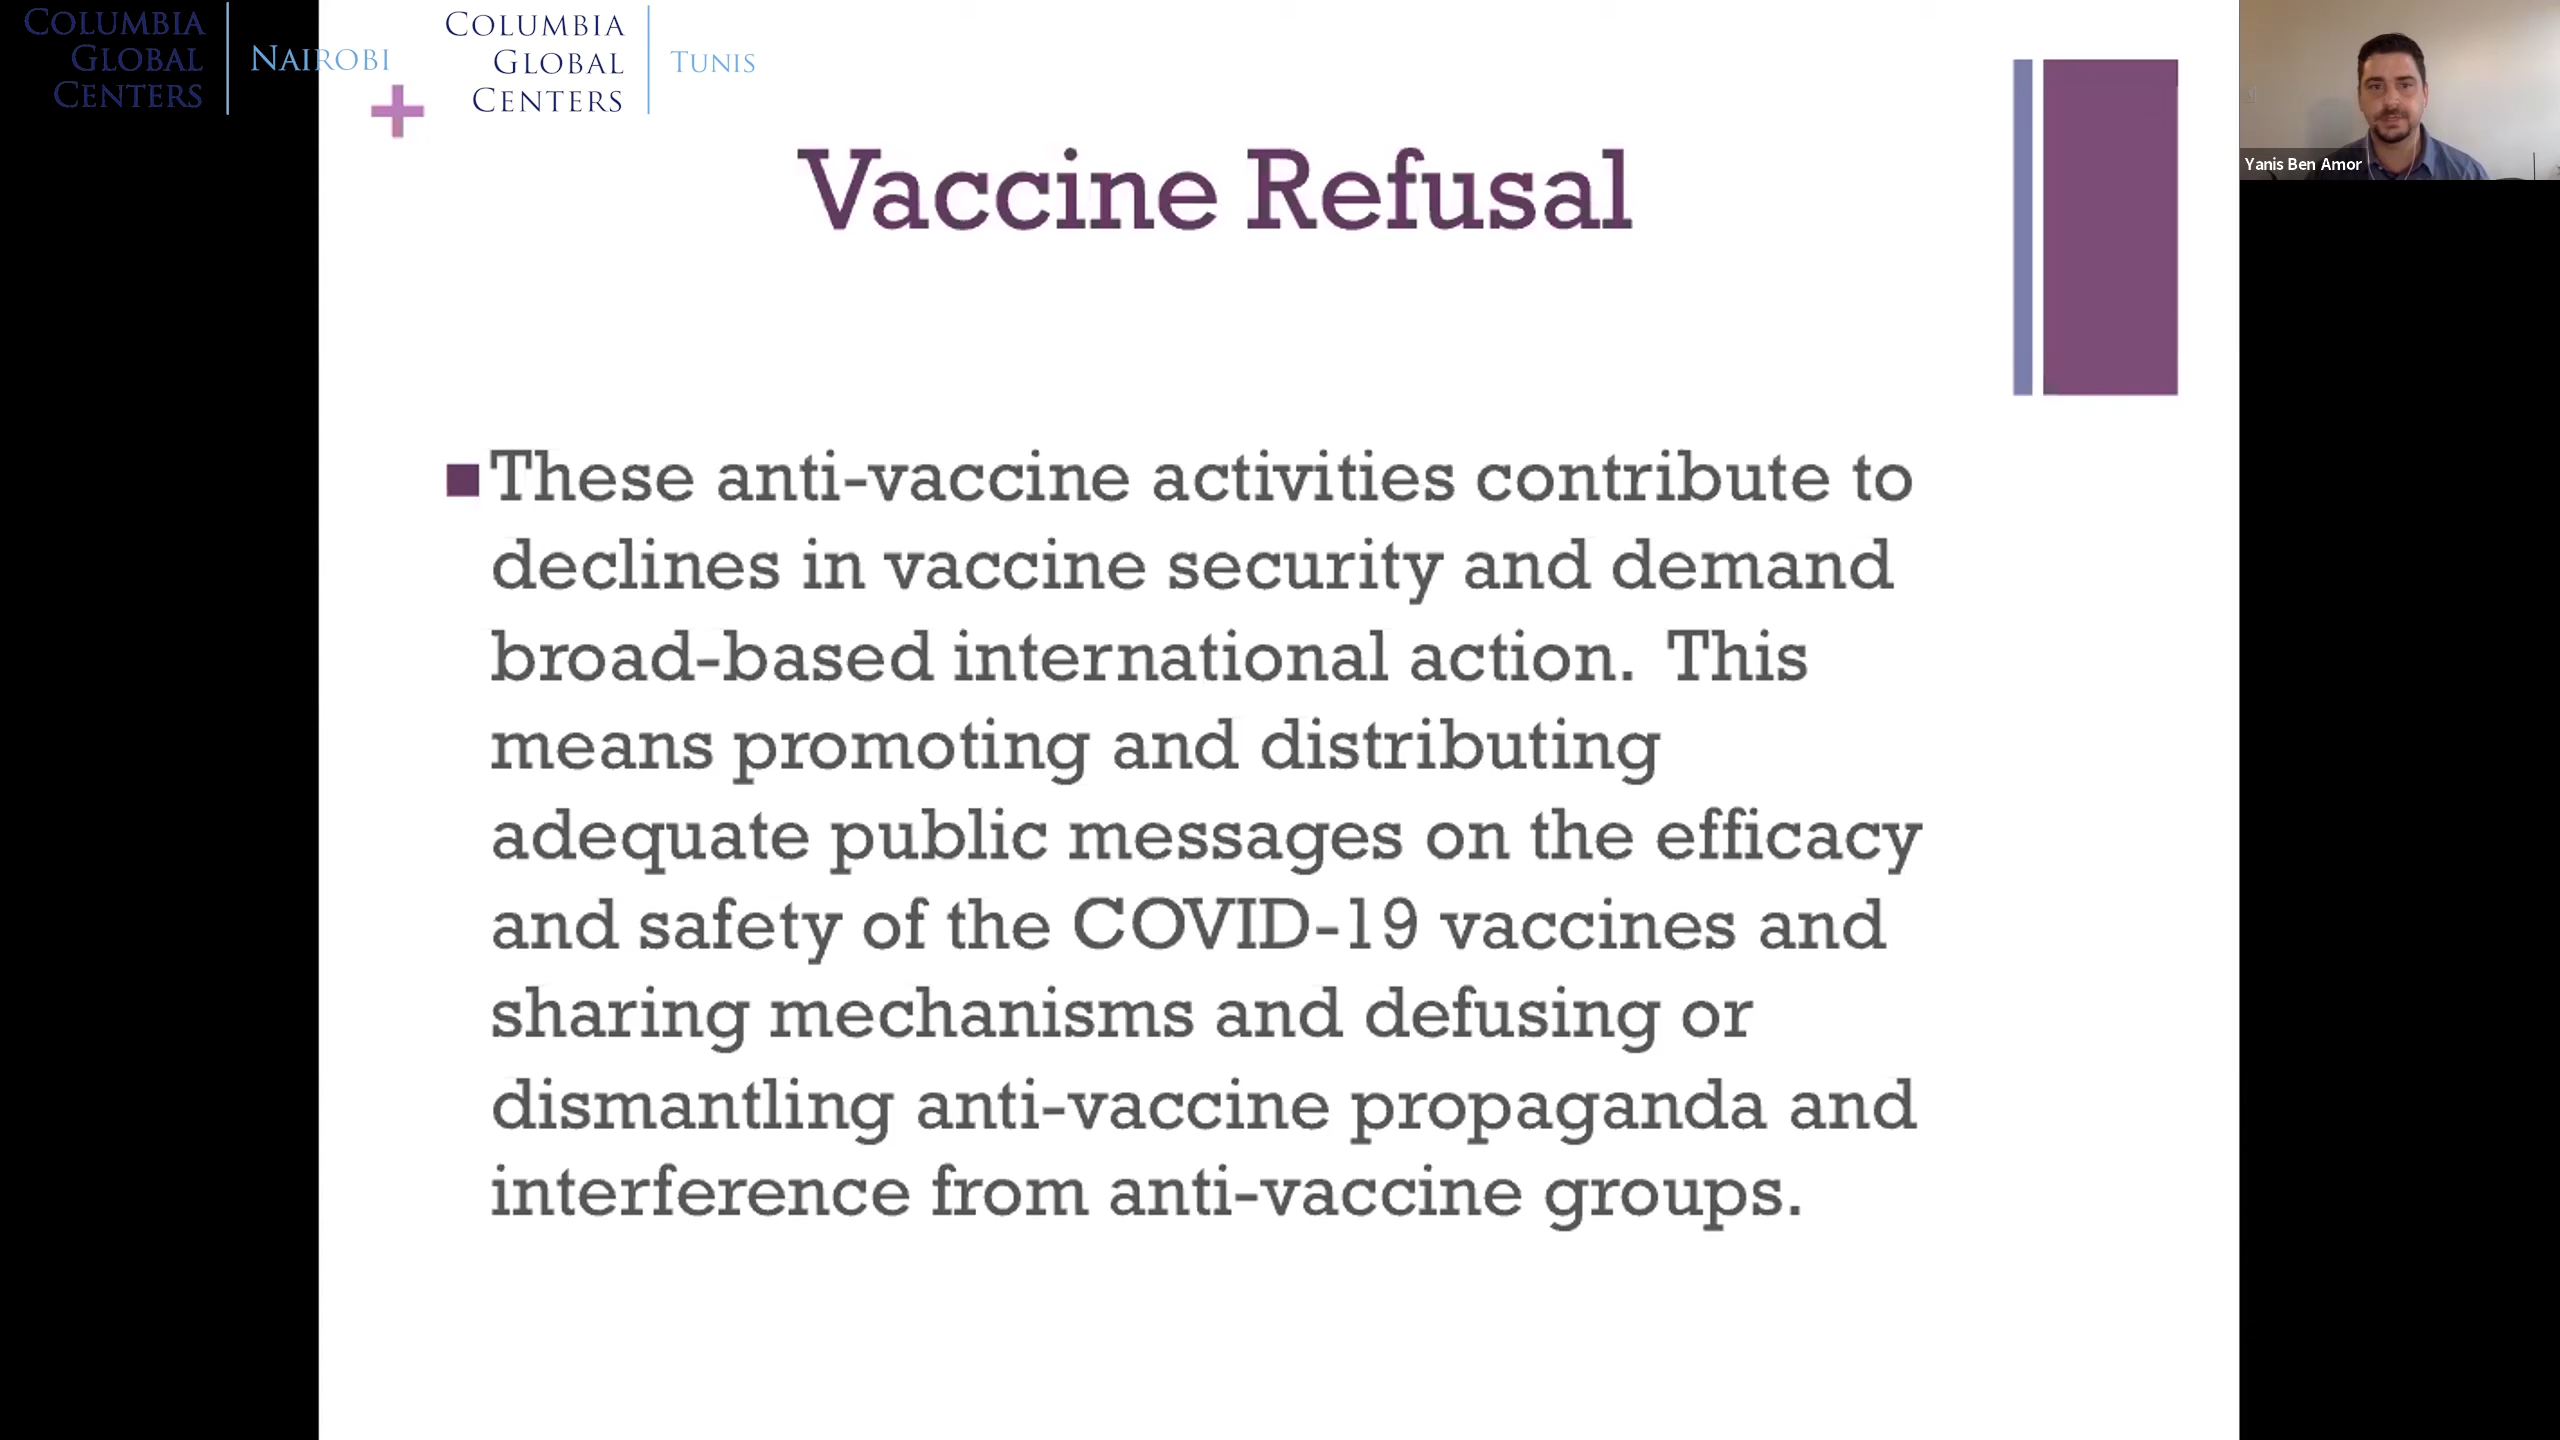 COLUMBIA
GLOBAL
CENTERS
NAIROBI
COLUMBIA
GLOBAL
CENTERS
TUNIS
Yanis Ben Amor
Vaccine Refusal
These anti-vaccine activities contribute to
declines in vaccine security and demand
broad-based international action.  This
means promoting and distributing
adequate public messages on the efficacy
and safety of the COVID-19 vaccines and
sharing mechanisms and defusing or
dismantling anti-vaccine propaganda and
interference from anti-vaccine groups.